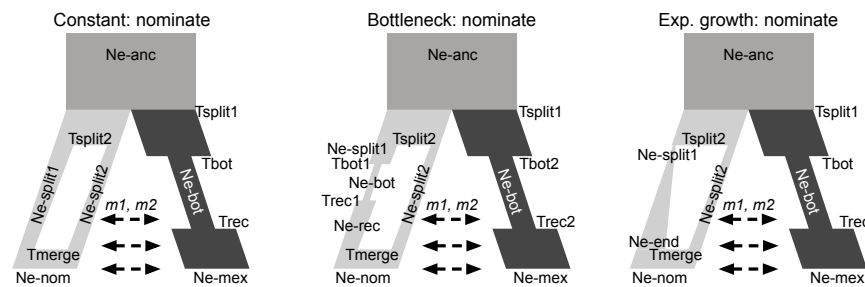 Constant: nominate
Ne-anc
Tsplit1
Tsplit2
Tbot
Ne-split1
Ne-split2
Ne-bot
m1, m2
Trec
Tmerge
Ne-nom
Ne-mex
Bottleneck: nominate
Ne-anc
Tsplit1
Tsplit2
Ne-split1
Tbot1
Tbot2
Ne-bot
Ne-split2
Ne-bot
Trec1
m1, m2
Trec2
Ne-rec
Tmerge
Ne-nom
Ne-mex
Exp. growth: nominate
Ne-anc
Tsplit1
Tsplit2
Ne-split1
Tbot
Ne-split2
Ne-bot
m1, m2
Trec
Ne-end
Tmerge
Ne-nom
Ne-mex